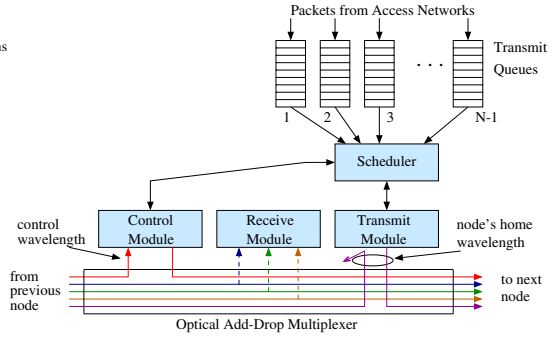 Packets from Access Networks
ns
Transmit
Queues
. . .
1
2
3
N-1
Scheduler
control
wavelength
Control
Module
Receive
Module
Transmit
Module
node's home
wavelength
from
previous
node
to next
node
Optical Add-Drop Multiplexer